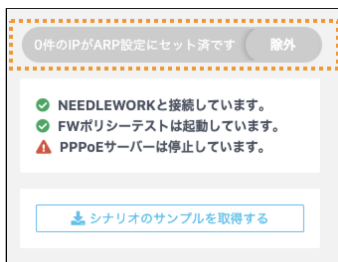 0件のIPがARP設定にセット済です 除外
NEEDLEWORKと接続しています。
FWポリシーテストは起動しています。
PPPoEサーバーは停止しています。
シナリオのサンプルを取得する